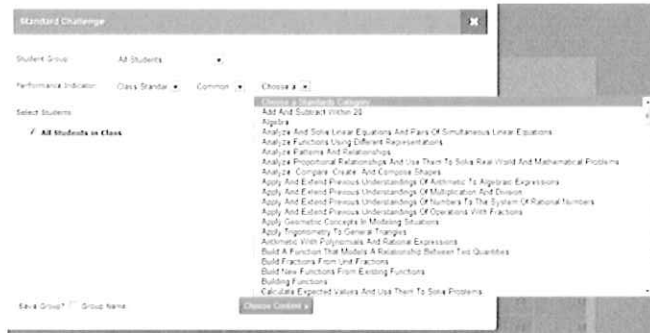 Standard Challenge
Student Group All Students
Performance Indicator Class Standar Common Choose a
Select Students
Choose a Standards Category
✓ All Students in Class
Add And Subtract Within 20
Algebra
Analyze And Solve Linear Equations And Pairs Of Simultaneous Linear Equations
Analyze Functions Using Different Representations
Analyze Patterns And Relationships
Analyze Proportional Relationships And Use Them To Solve Real World And Mathematical Problems
Analyze, Compare, Create, And Compose Shapes
Apply And Extend Previous Understandings Of Arithmetic To Algebraic Expressions
Apply And Extend Previous Understandings Of Multiplication And Division
Apply And Extend Previous Understandings Of Numbers To The System Of Rational Numbers
Apply And Extend Previous Understandings Of Operations With Fractions
Apply Geometric Concepts In Modeling Situations
Apply Trigonometry To General Triangles
Arithmetic With Polynomials And Rational Expressions
Build A Function That Models A Relationship Between Two Quantities
Build Fractions From Unit Fractions
Build New Functions From Existing Functions
Building Functions
Calculate Expected Values And Use Them To Solve Problems
Save Group? Group Name
Choose Content